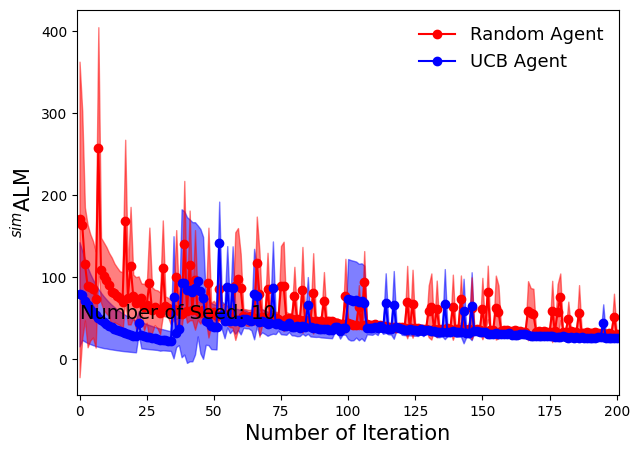 400
300
200
100
0
simALM
Random Agent
UCB Agent
Number of Seed: 10
0 25 50 75 100 125 150 175 200
Number of Iteration